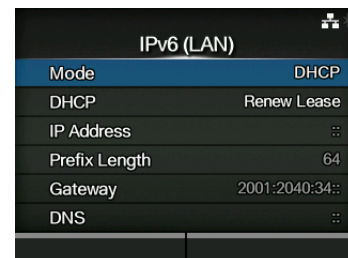 IPv6 (LAN)
Mode DHCP
DHCP Renew Lease
IP Address ::
Prefix Length 64
Gateway 2001:2040:34::
DNS ::